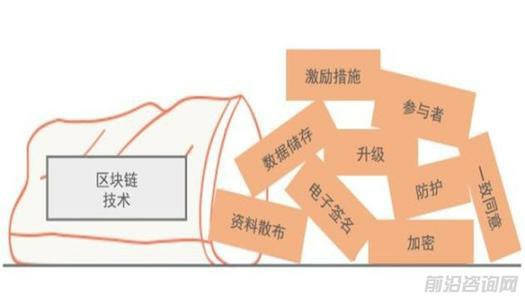 区块链
技术
激励措施
参与者
数据储存
升级
一致同意
电子签名
防护
资料散布
加密
前沿咨询网